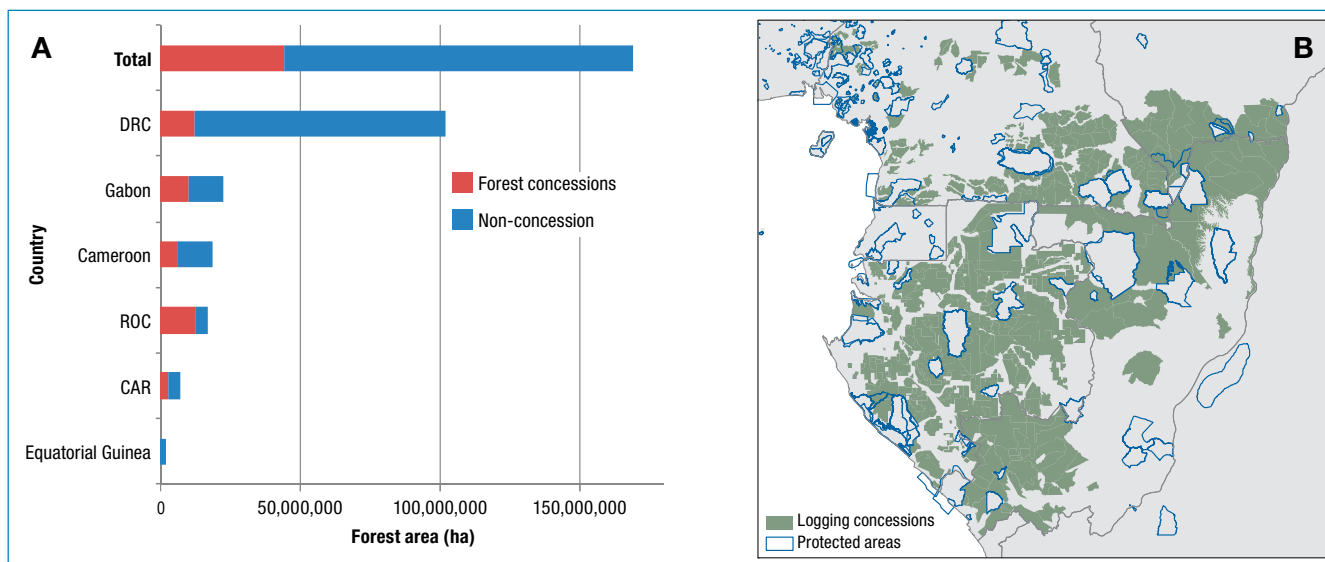 A
Total
DRC
Gabon
Cameroon
ROC
CAR
Equatorial Guinea
Country
Forest concessions
Non-concession
0
50,000,000
100,000,000
150,000,000
Forest area (ha)
B
Logging concessions
Protected areas